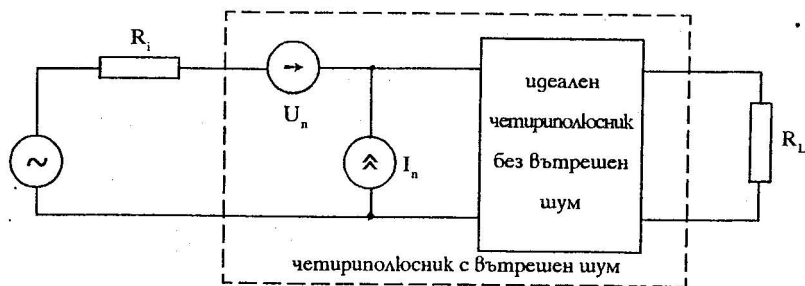 R_i
U_n
I_n
идеален
четириполюсник
без вътрешен
шум
R_L
четириполюсник с вътрешен шум